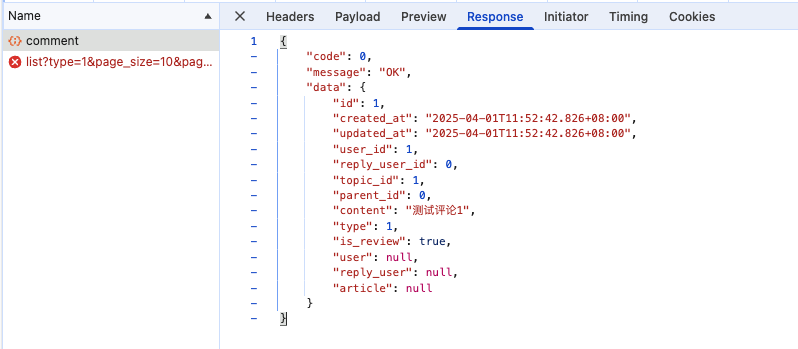 Name
comment
list?type=1&page_size=10&pag...
Headers Payload Preview Response Initiator Timing Cookies
1 {
"code": 0,
"message": "OK",
"data": {
"id": 1,
"created_at": "2025-04-01T11:52:42.826+08:00",
"updated_at": "2025-04-01T11:52:42.826+08:00",
"user_id": 1,
"reply_user_id": 0,
"topic_id": 1,
"parent_id": 0,
"content": "测试评论1",
"type": 1,
"is_review": true,
"user": null,
"reply_user": null,
"article": null
}
}